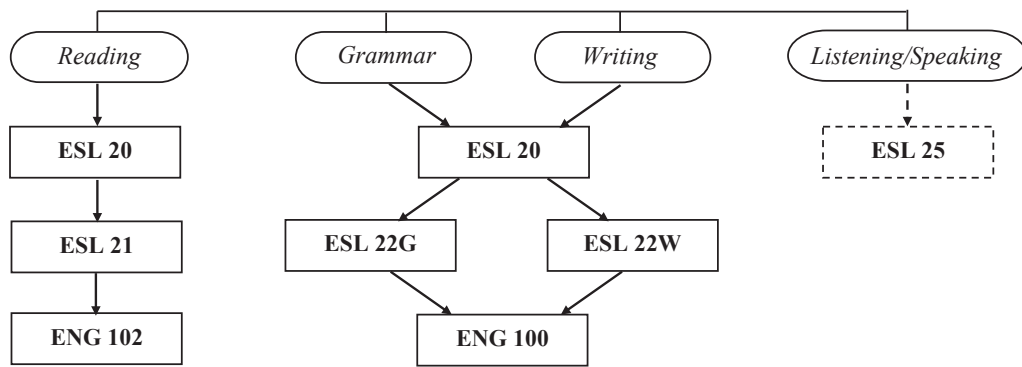 Reading
Grammar
Writing
Listening/Speaking
ESL 20
ESL 20
ESL 25
ESL 21
ESL 22G
ESL 22W
ENG 102
ENG 100